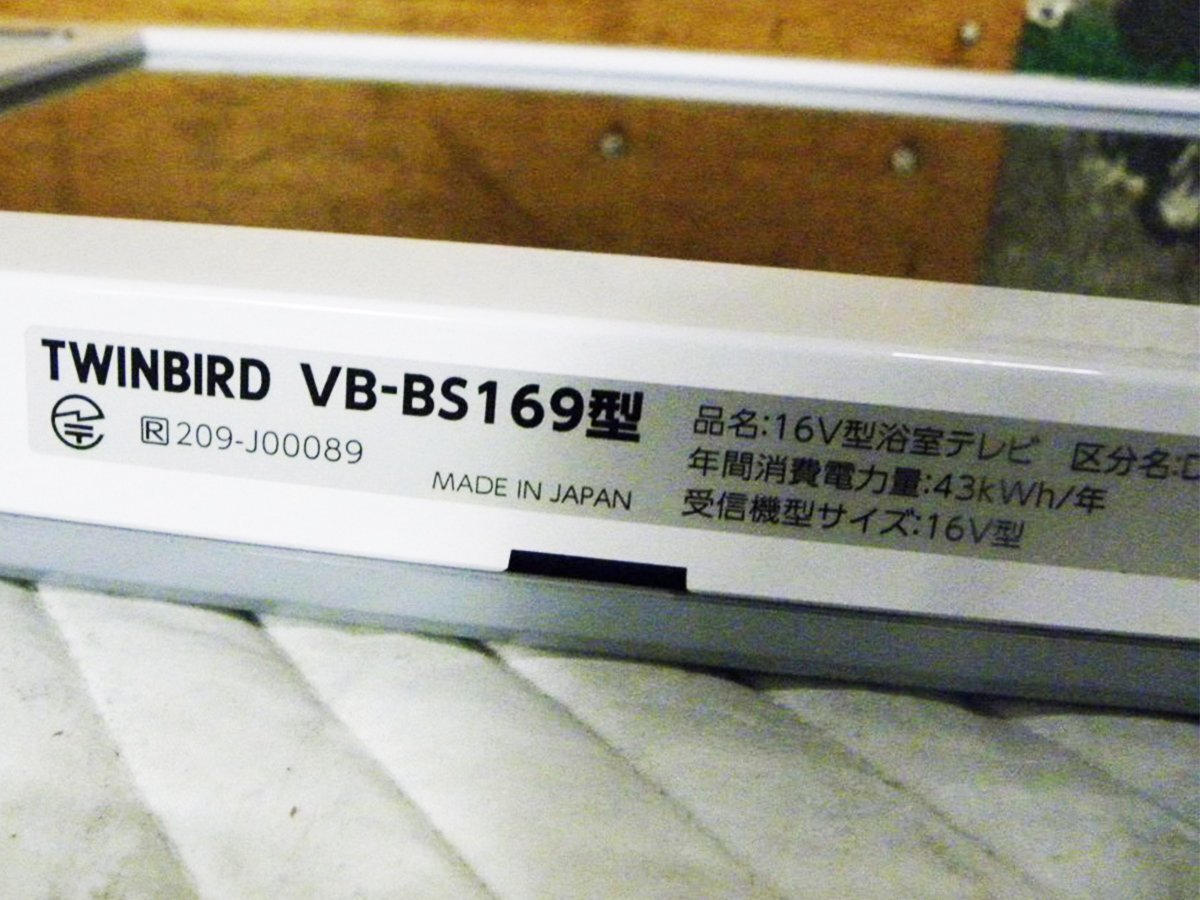 TWINBIRD VB-BS169型
R 209-J00089
MADE IN JAPAN
品名:16V型浴室テレビ 区分名:
年間消費電力量:43kWh/年
受信機型サイズ:16V型